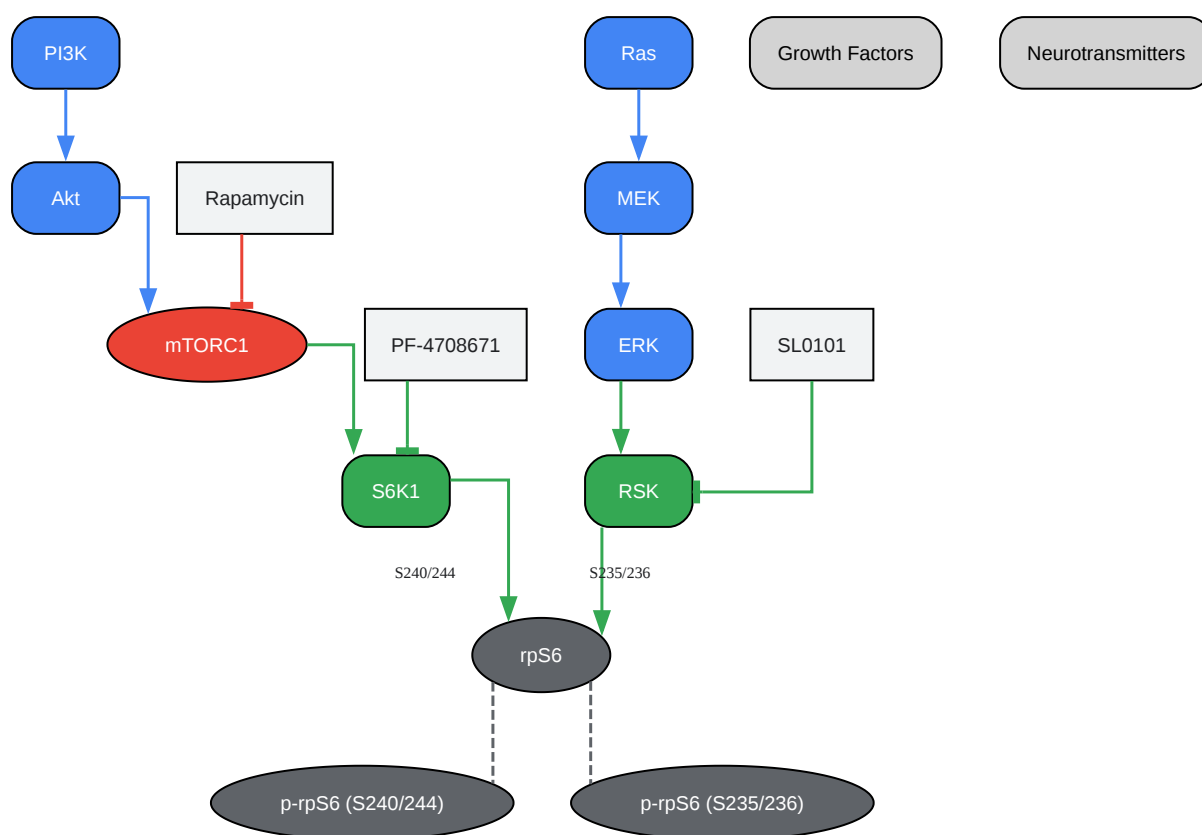 PI3K
Ras
Growth Factors
Neurotransmitters
Akt
Rapamycin
MEK
mTORC1
PF-4708671
ERK
SL0101
S6K1
RSK
S240/244
S235/236
rpS6
p-rpS6 (S240/244)
p-rpS6 (S235/236)